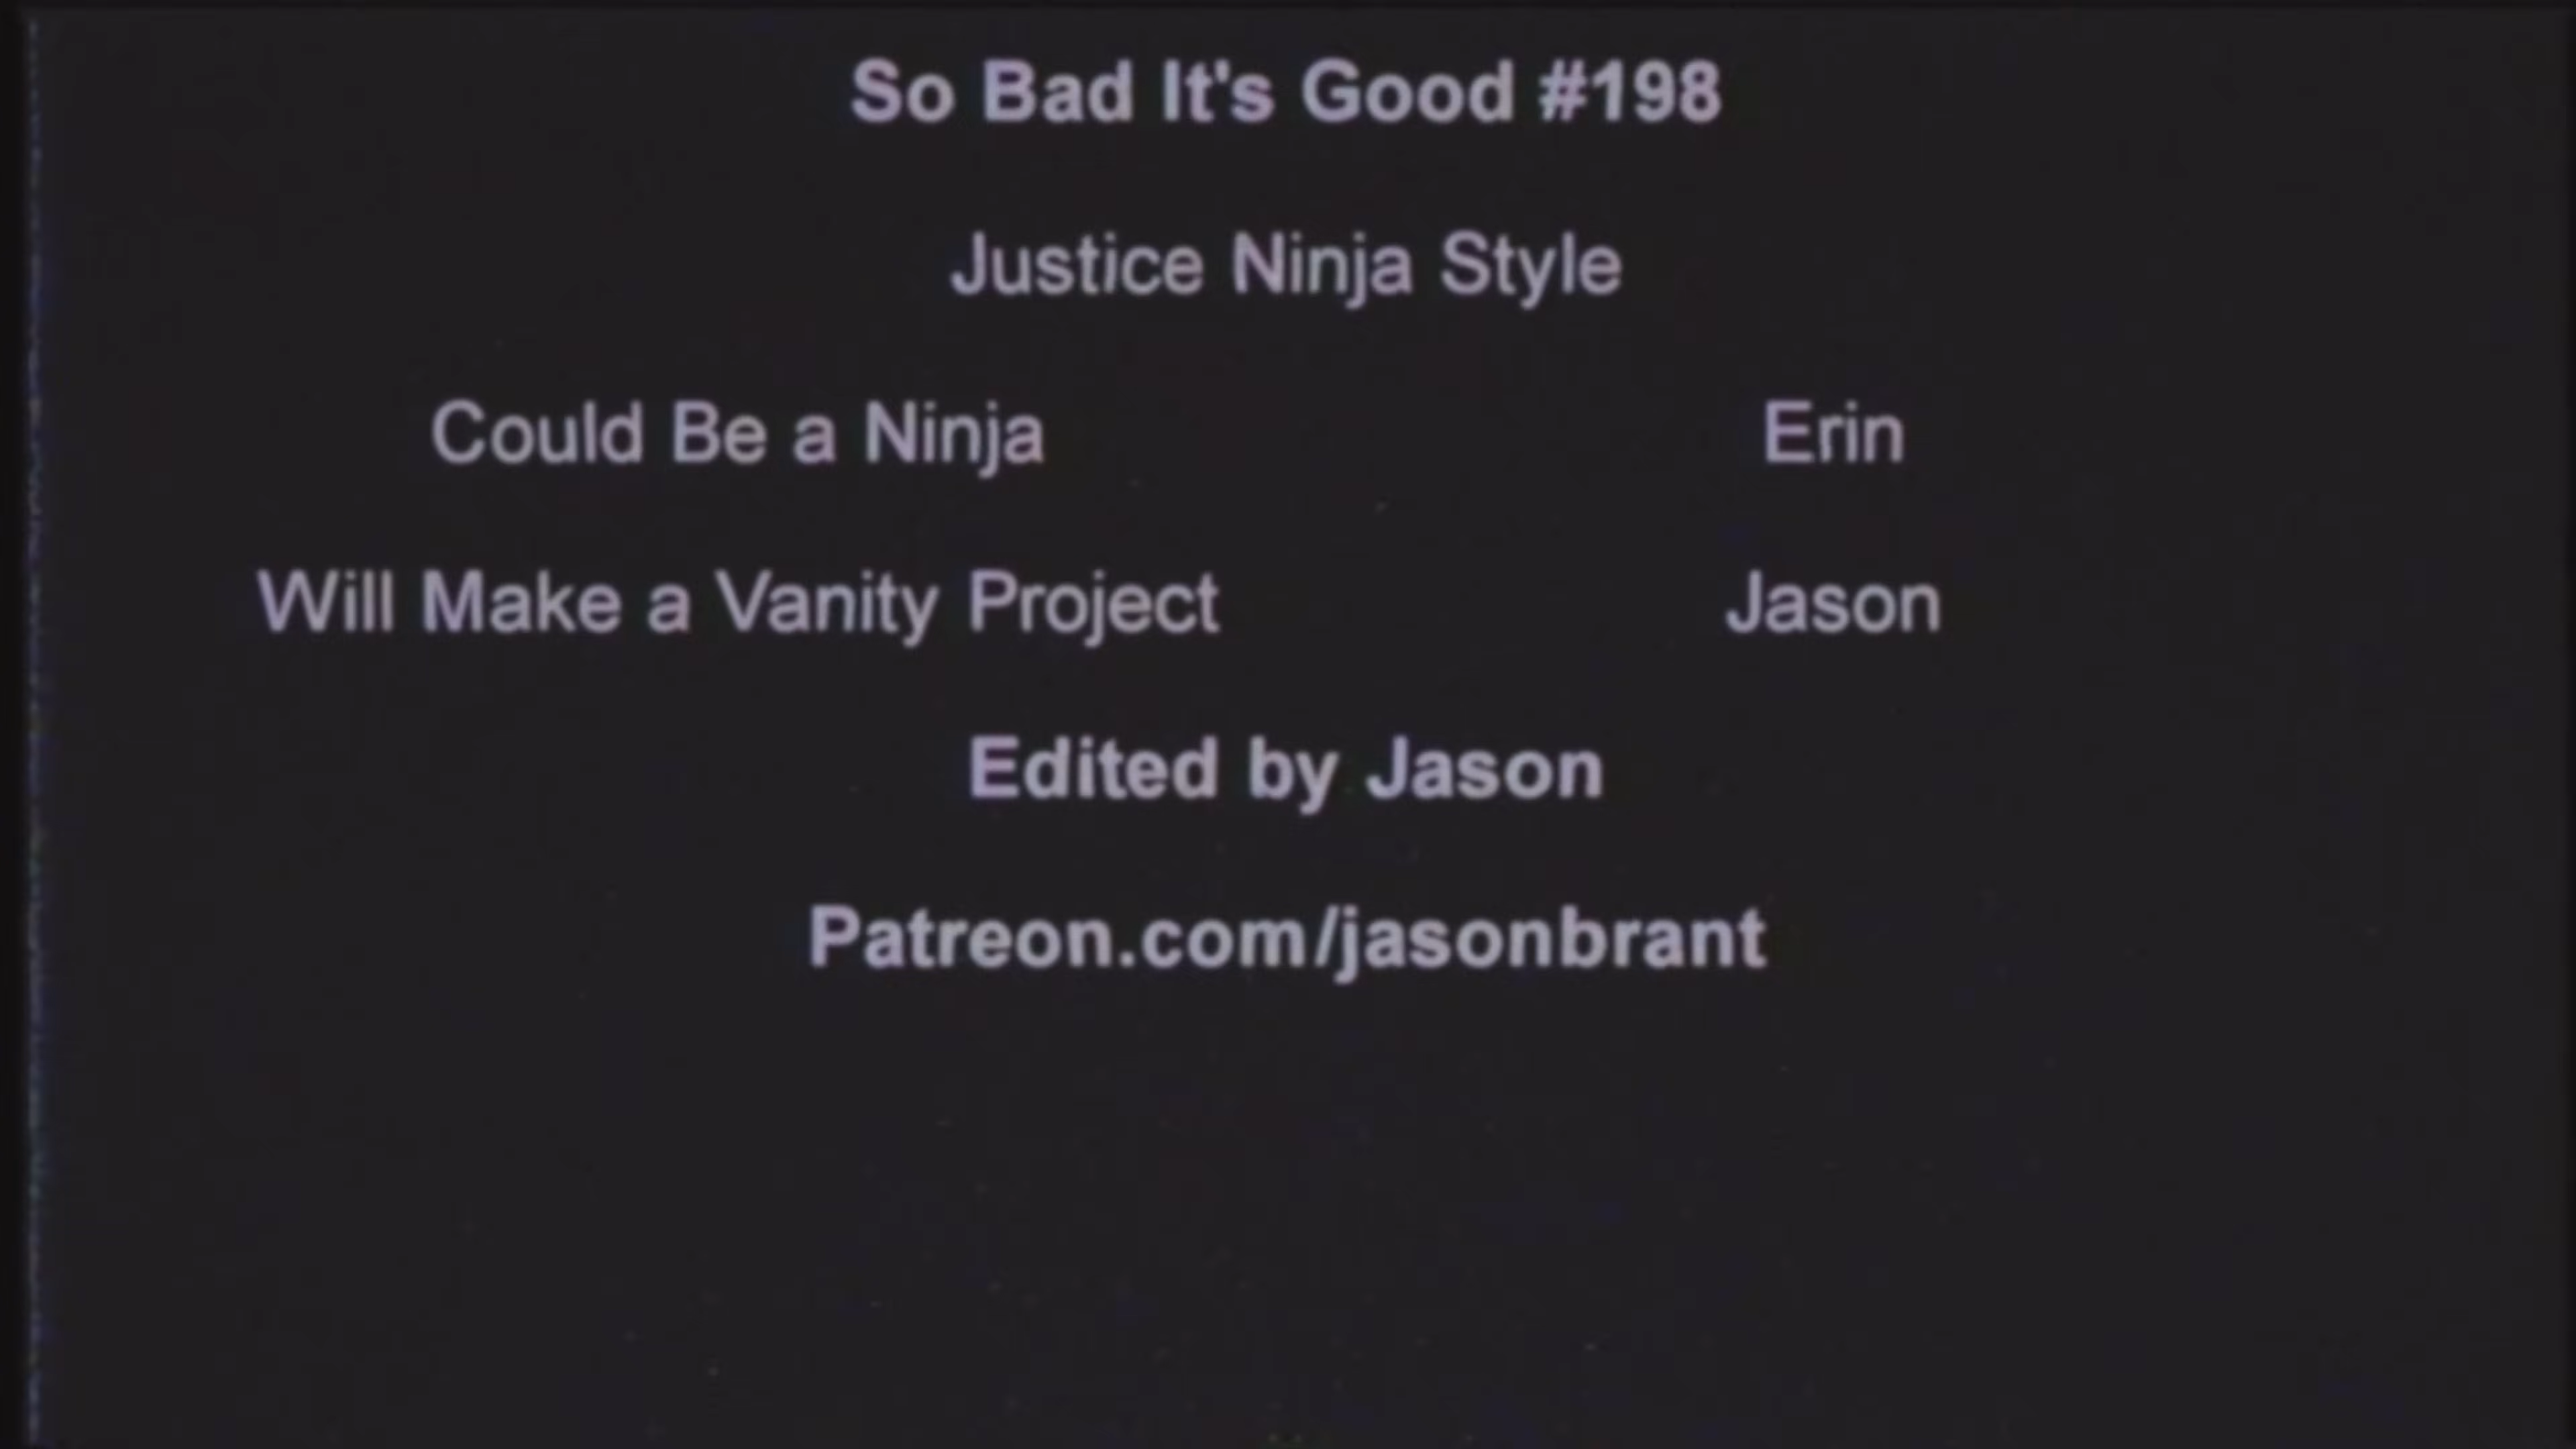 So Bad It's Good #198
Justice Ninja Style
Could Be a Ninja Erin
Will Make a Vanity Project Jason
Edited by Jason
Patreon.com/jasonbrant